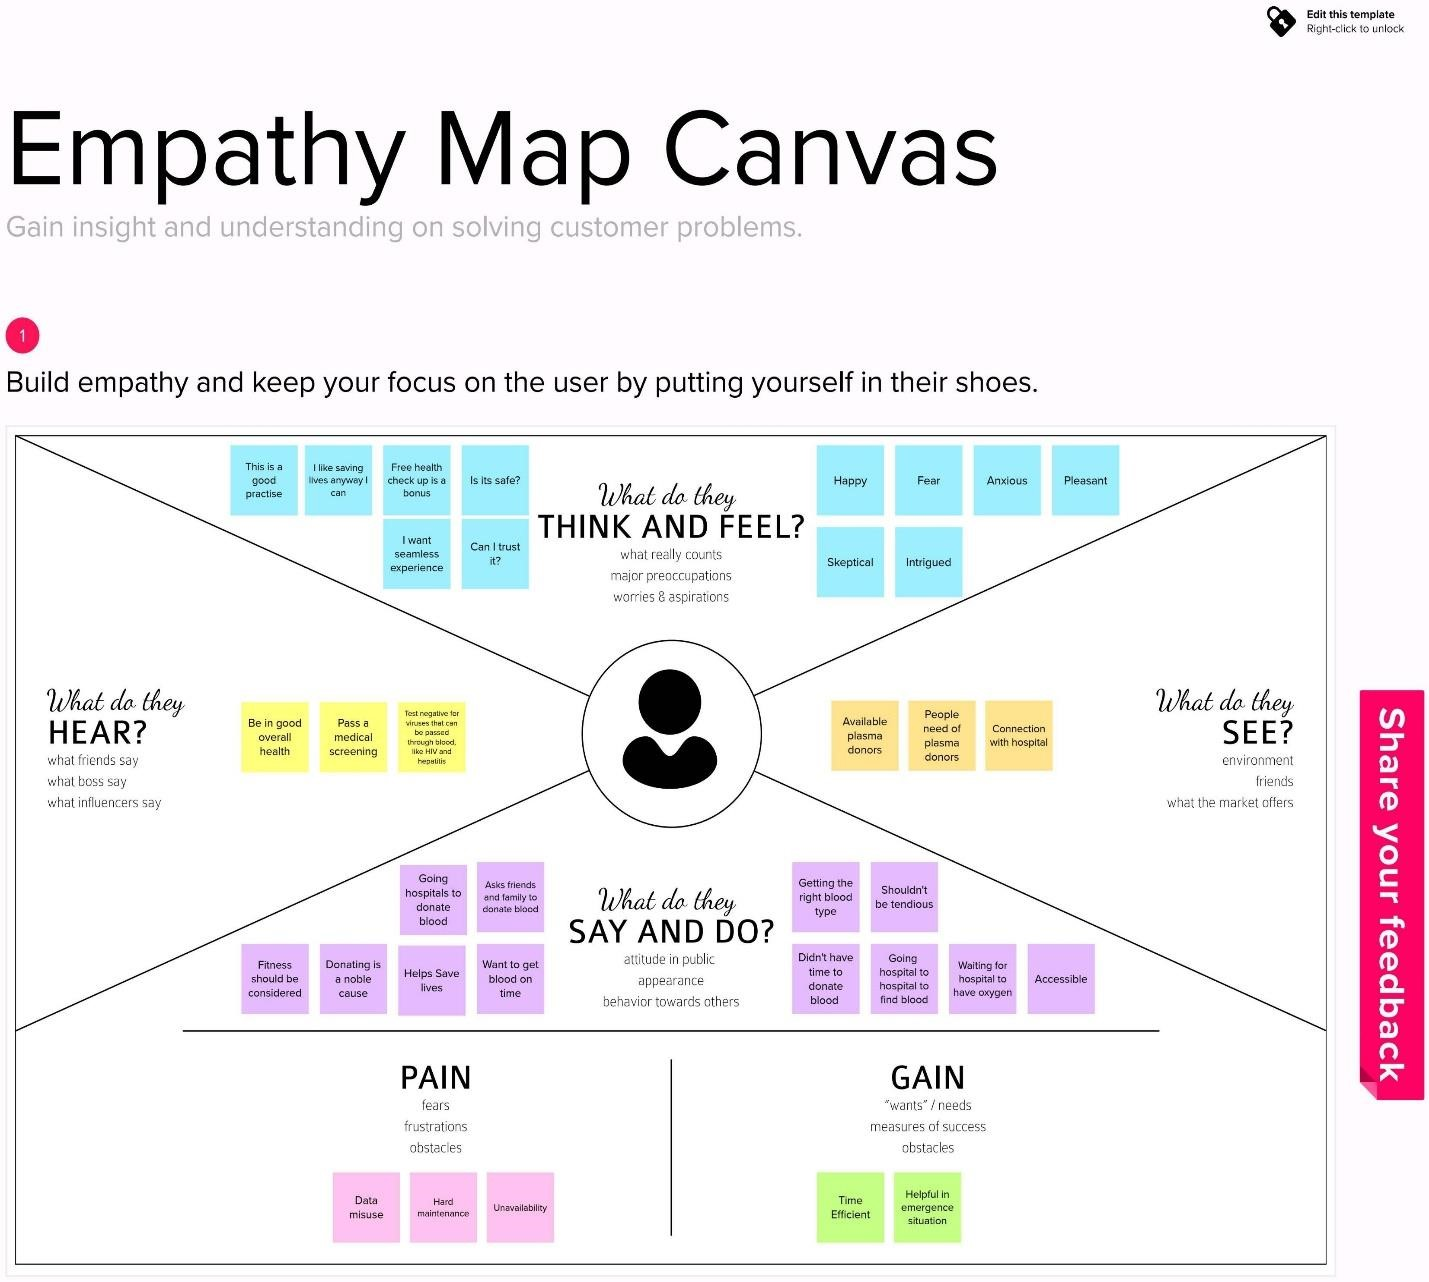 Edit this template
Right-click to unlock
Empathy Map Canvas
Gain insight and understanding on solving customer problems.
1
Build empathy and keep your focus on the user by putting yourself in their shoes.
This is a
good
practise
I like saving
lives anyway I
can
Free health
check up is a
bonus
Is its safe?
I want
seamless
experience
Can I trust
it?
What do they
THINK AND FEEL?
what really counts
major preoccupations
worries & aspirations
Happy
Fear
Anxious
Pleasant
Skeptical
Intrigued
What do they
HEAR?
what friends say
what boss say
what influencers say
Be in good
overall
health
Pass a
medical
screening
Test negative for
viruses that can
be passed
through blood,
like HIV and
hepatitis
Available
plasma
donors
People
need of
plasma
donors
Connection
with hospital
What do they
SEE?
environment
friends
what the market offers
Going
hospitals to
donate
blood
Asks friends
and family to
donate blood
Fitness
should be
considered
Donating is
a noble
cause
Helps Save
lives
Want to get
blood on
time
What do they
SAY AND DO?
attitude in public
appearance
behavior towards others
Getting the
right blood
type
Shouldn't
be tendious
Didn't have
time to
donate
blood
Going
hospital to
hospital to
find blood
Waiting for
hospital to
have oxygen
Accessible
PAIN
fears
frustrations
obstacles
Data
misuse
Hard
maintenance
Unavailability
GAIN
"wants" / needs
measures of success
obstacles
Time
Efficient
Helpful in
emergence
situation
Share your feedback